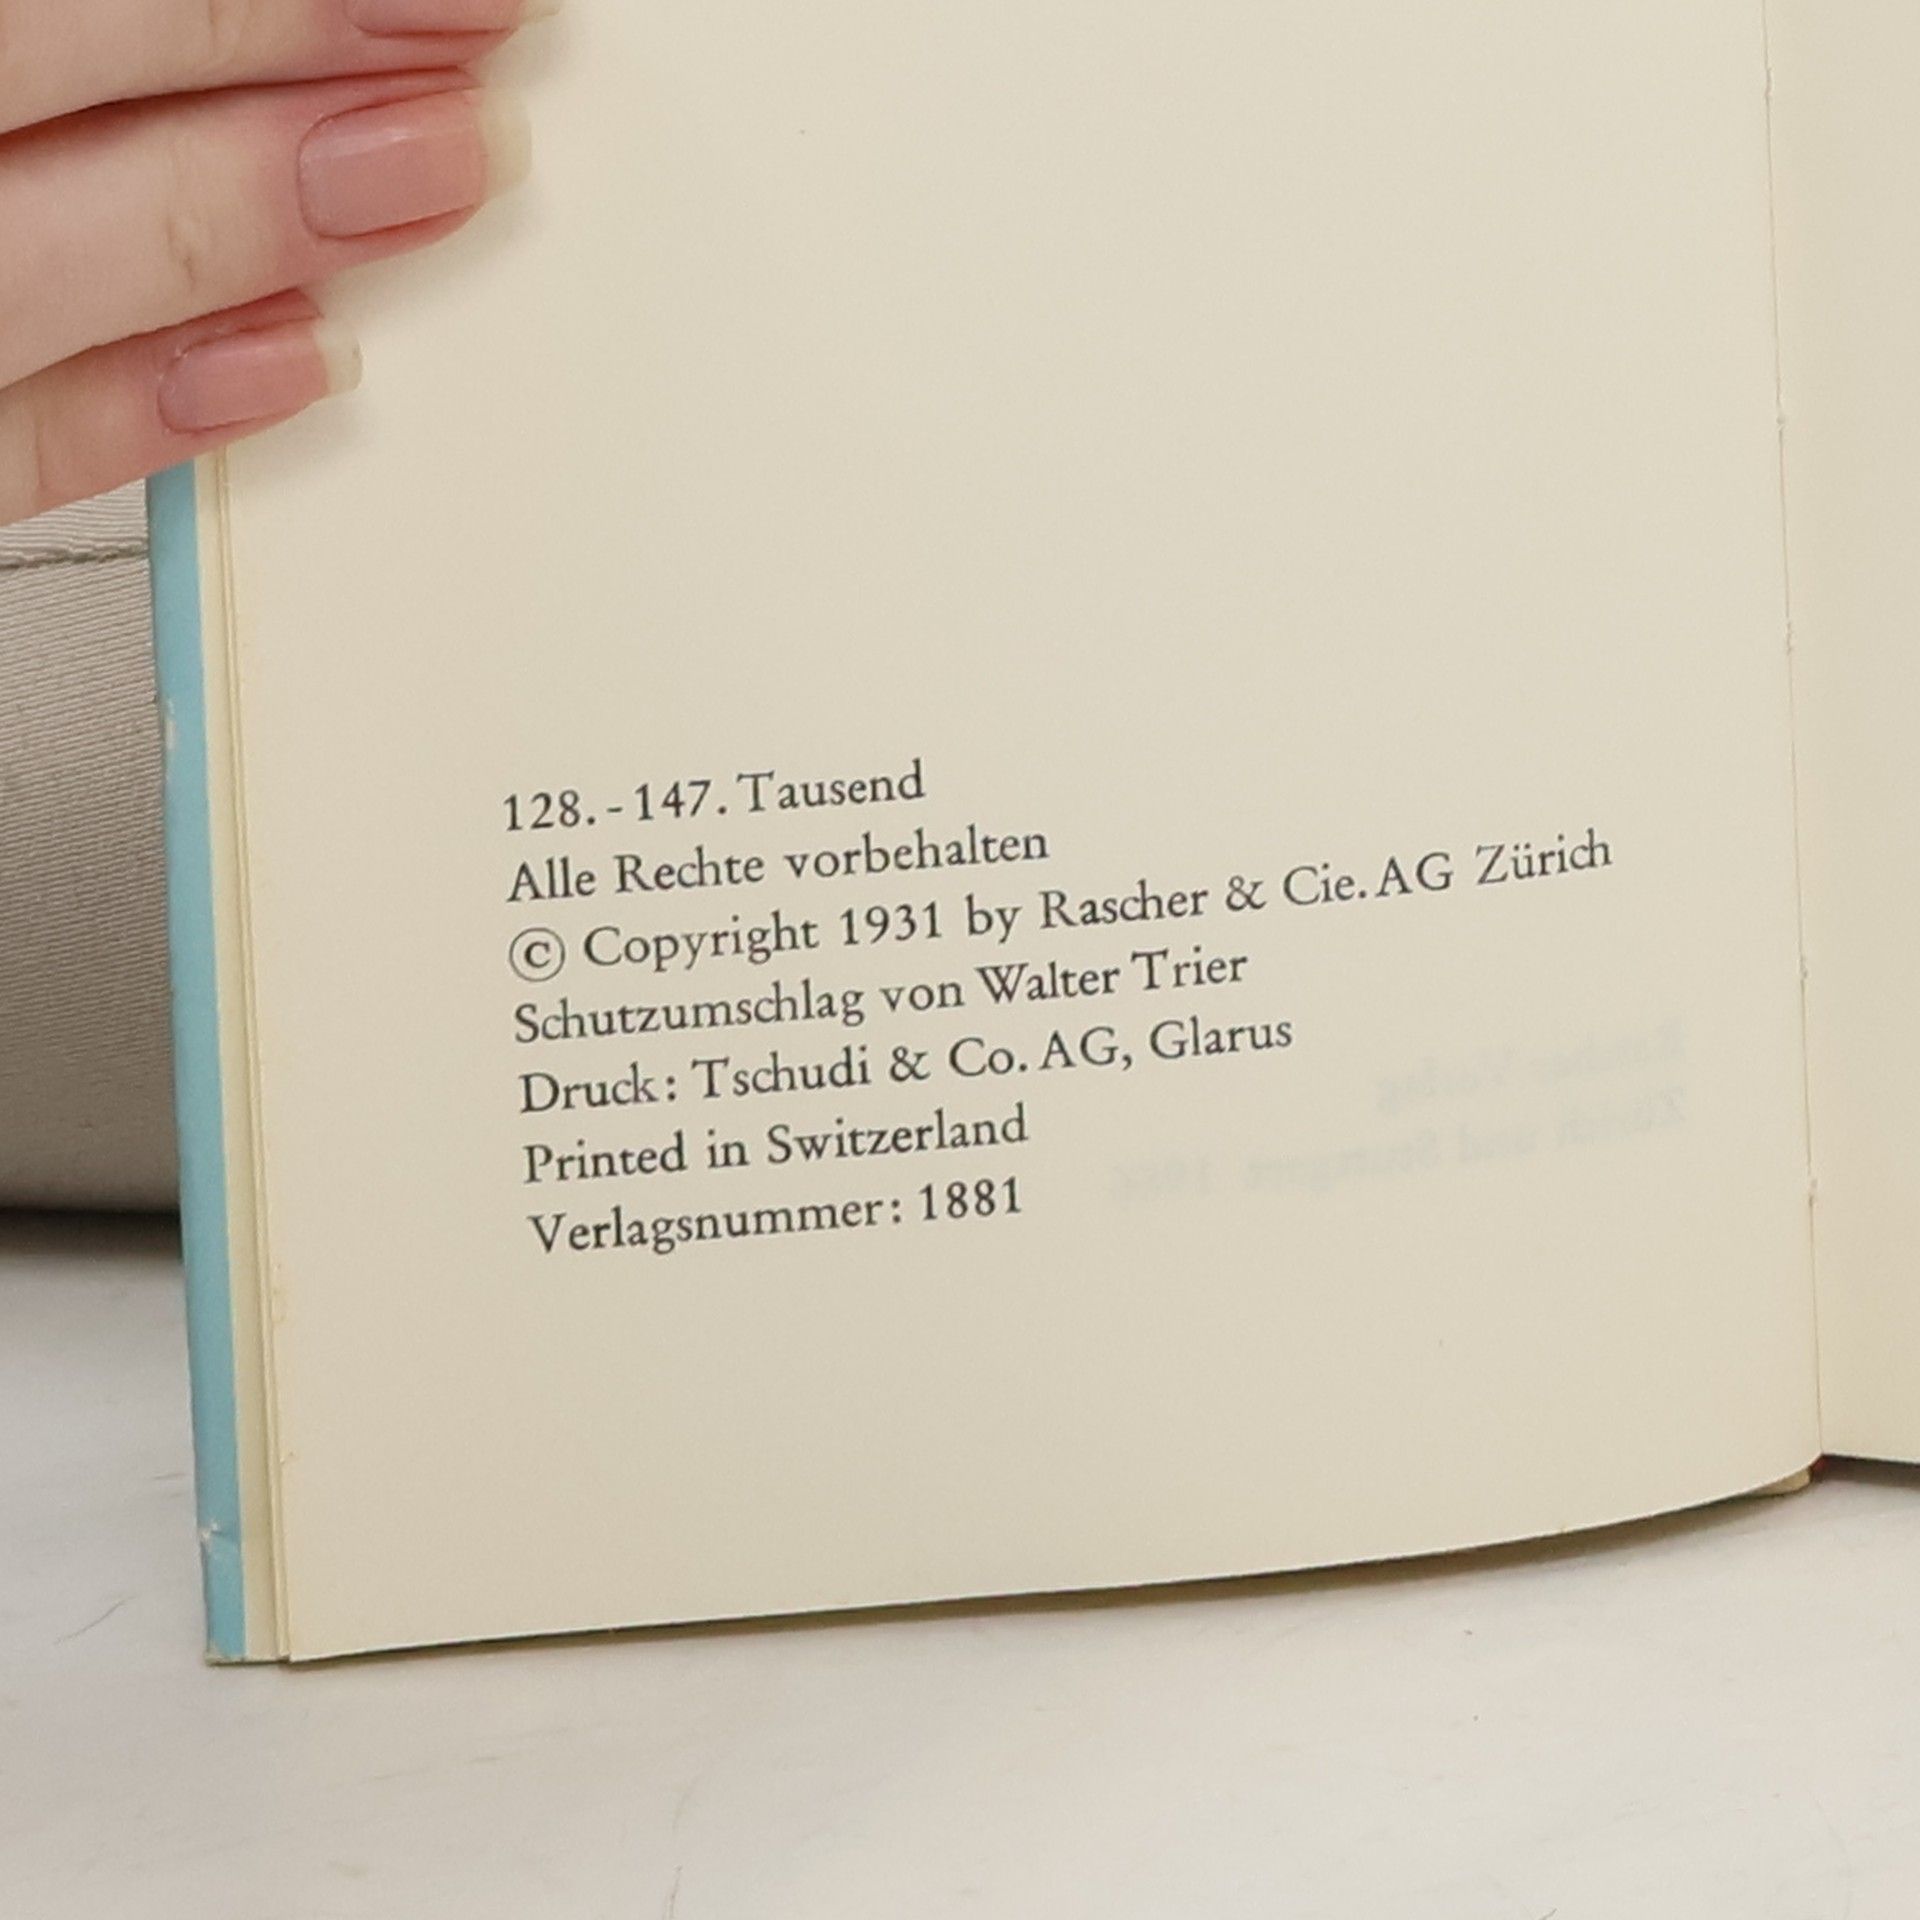 128.-147. Tausend
Alle Rechte vorbehalten
© Copyright 1931 by Rascher & Cie. AG Zürich
Schutzumschlag von Walter Trier
Druck: Tschudi & Co. AG, Glarus
Printed in Switzerland
Verlagsnummer: 1881